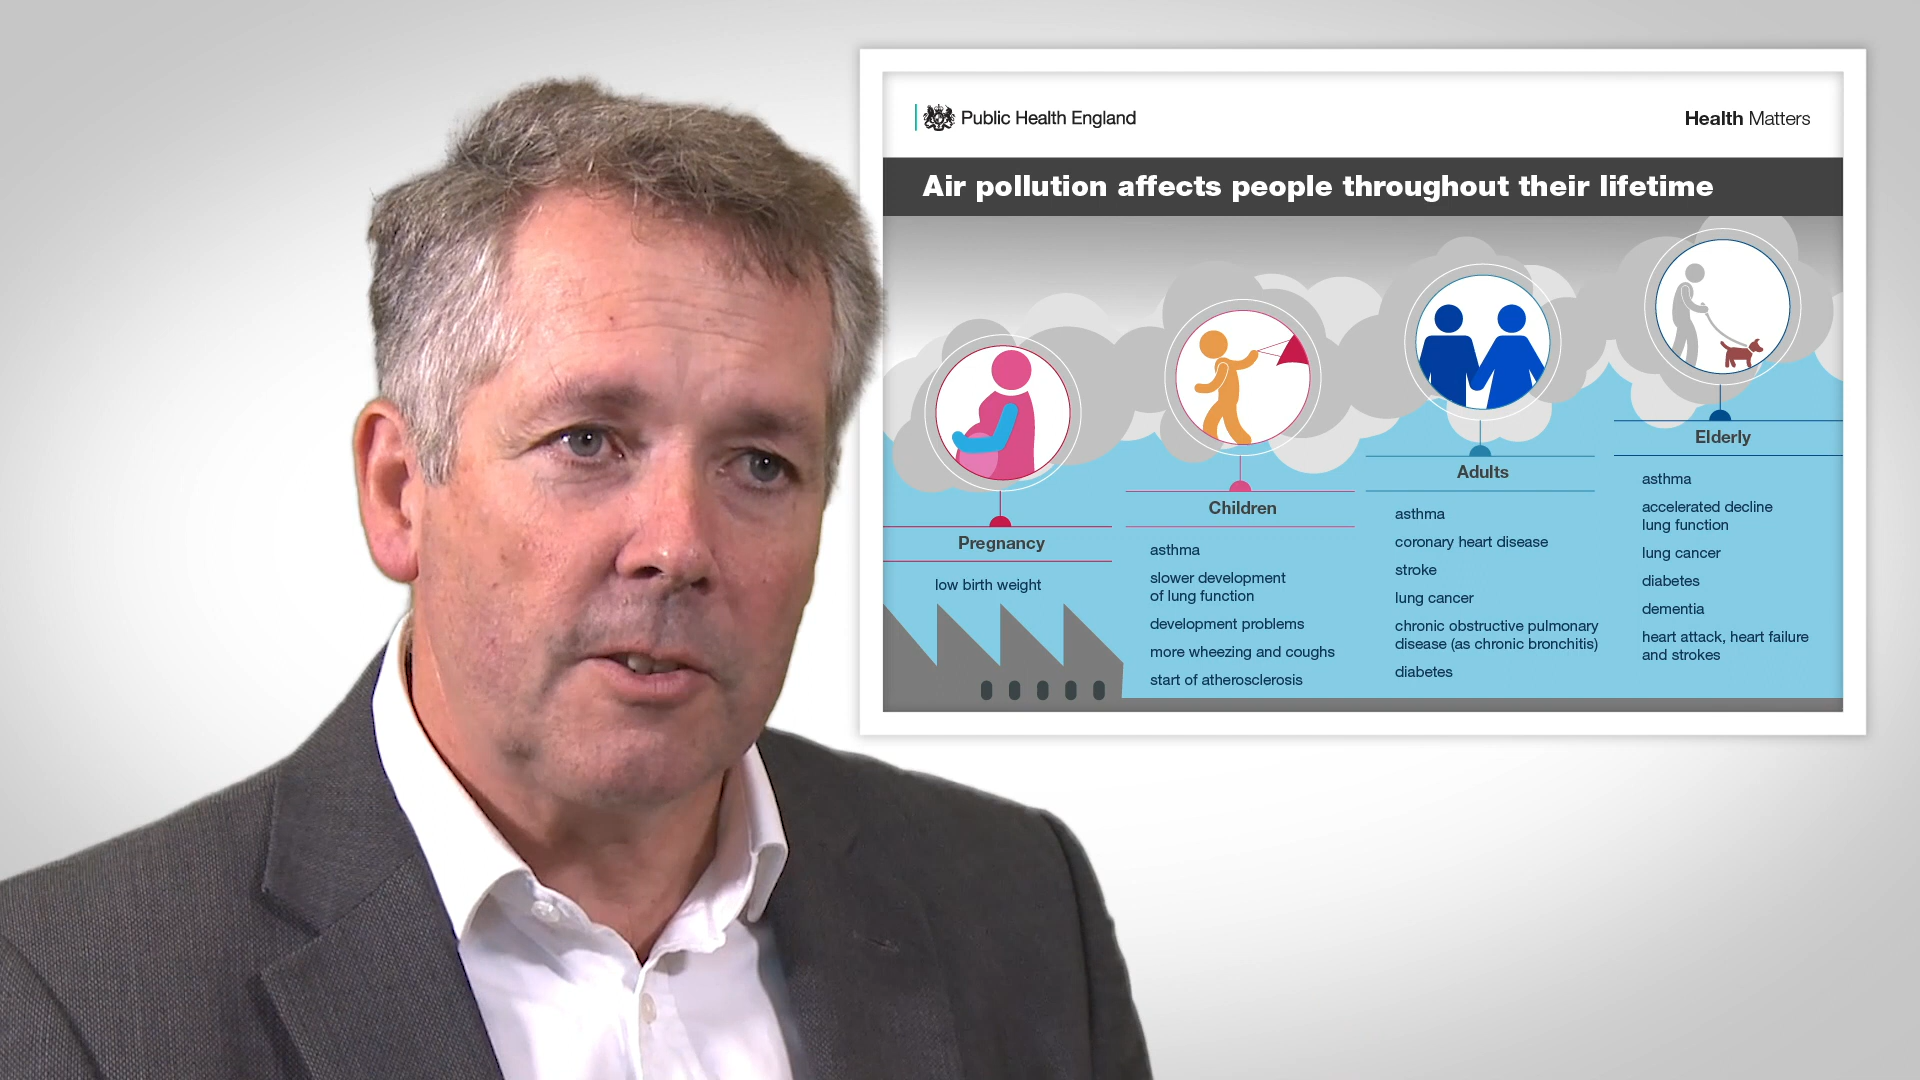 Public Health England
Health Matters
Air pollution affects people throughout their lifetime
Pregnancy
low birth weight
Children
asthma
slower development
of lung function
development problems
more wheezing and coughs
start of atherosclerosis
Adults
asthma
coronary heart disease
stroke
lung cancer
chronic obstructive pulmonary
disease (as chronic bronchitis)
diabetes
Elderly
asthma
accelerated decline
lung function
lung cancer
diabetes
dementia
heart attack, heart failure
and strokes